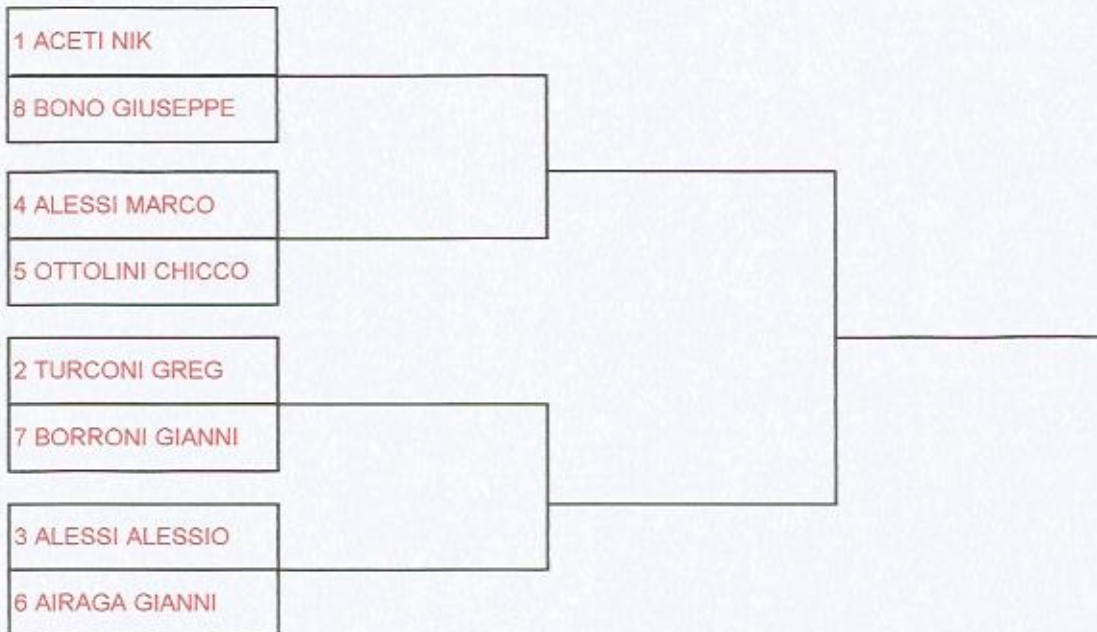 1 ACETI NIK
8 BONO GIUSEPPE
4 ALESSI MARCO
5 OTTOLINI CHICCO
2 TURCONI GREG
7 BORRONI GIANNI
3 ALESSI ALESSIO
6 AIRAGA GIANNI